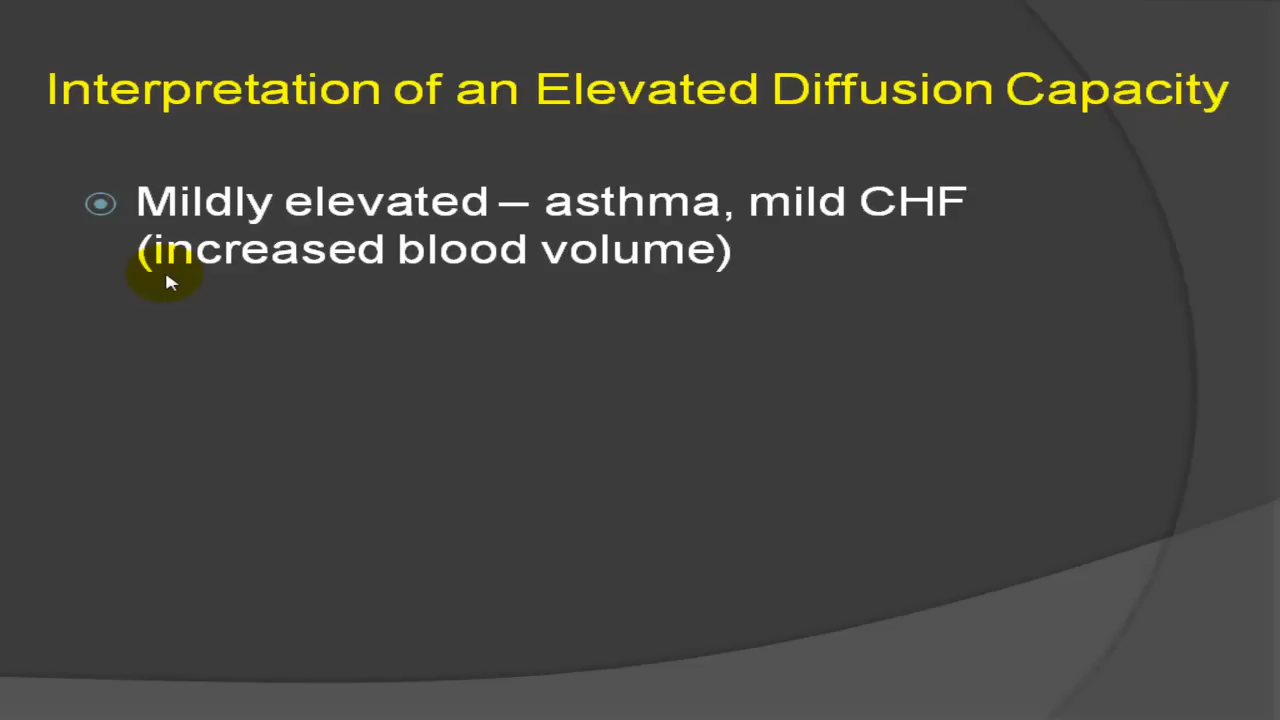 Interpretation of an Elevated Diffusion Capacity
Mildly elevated – asthma, mild CHF
(increased blood volume)